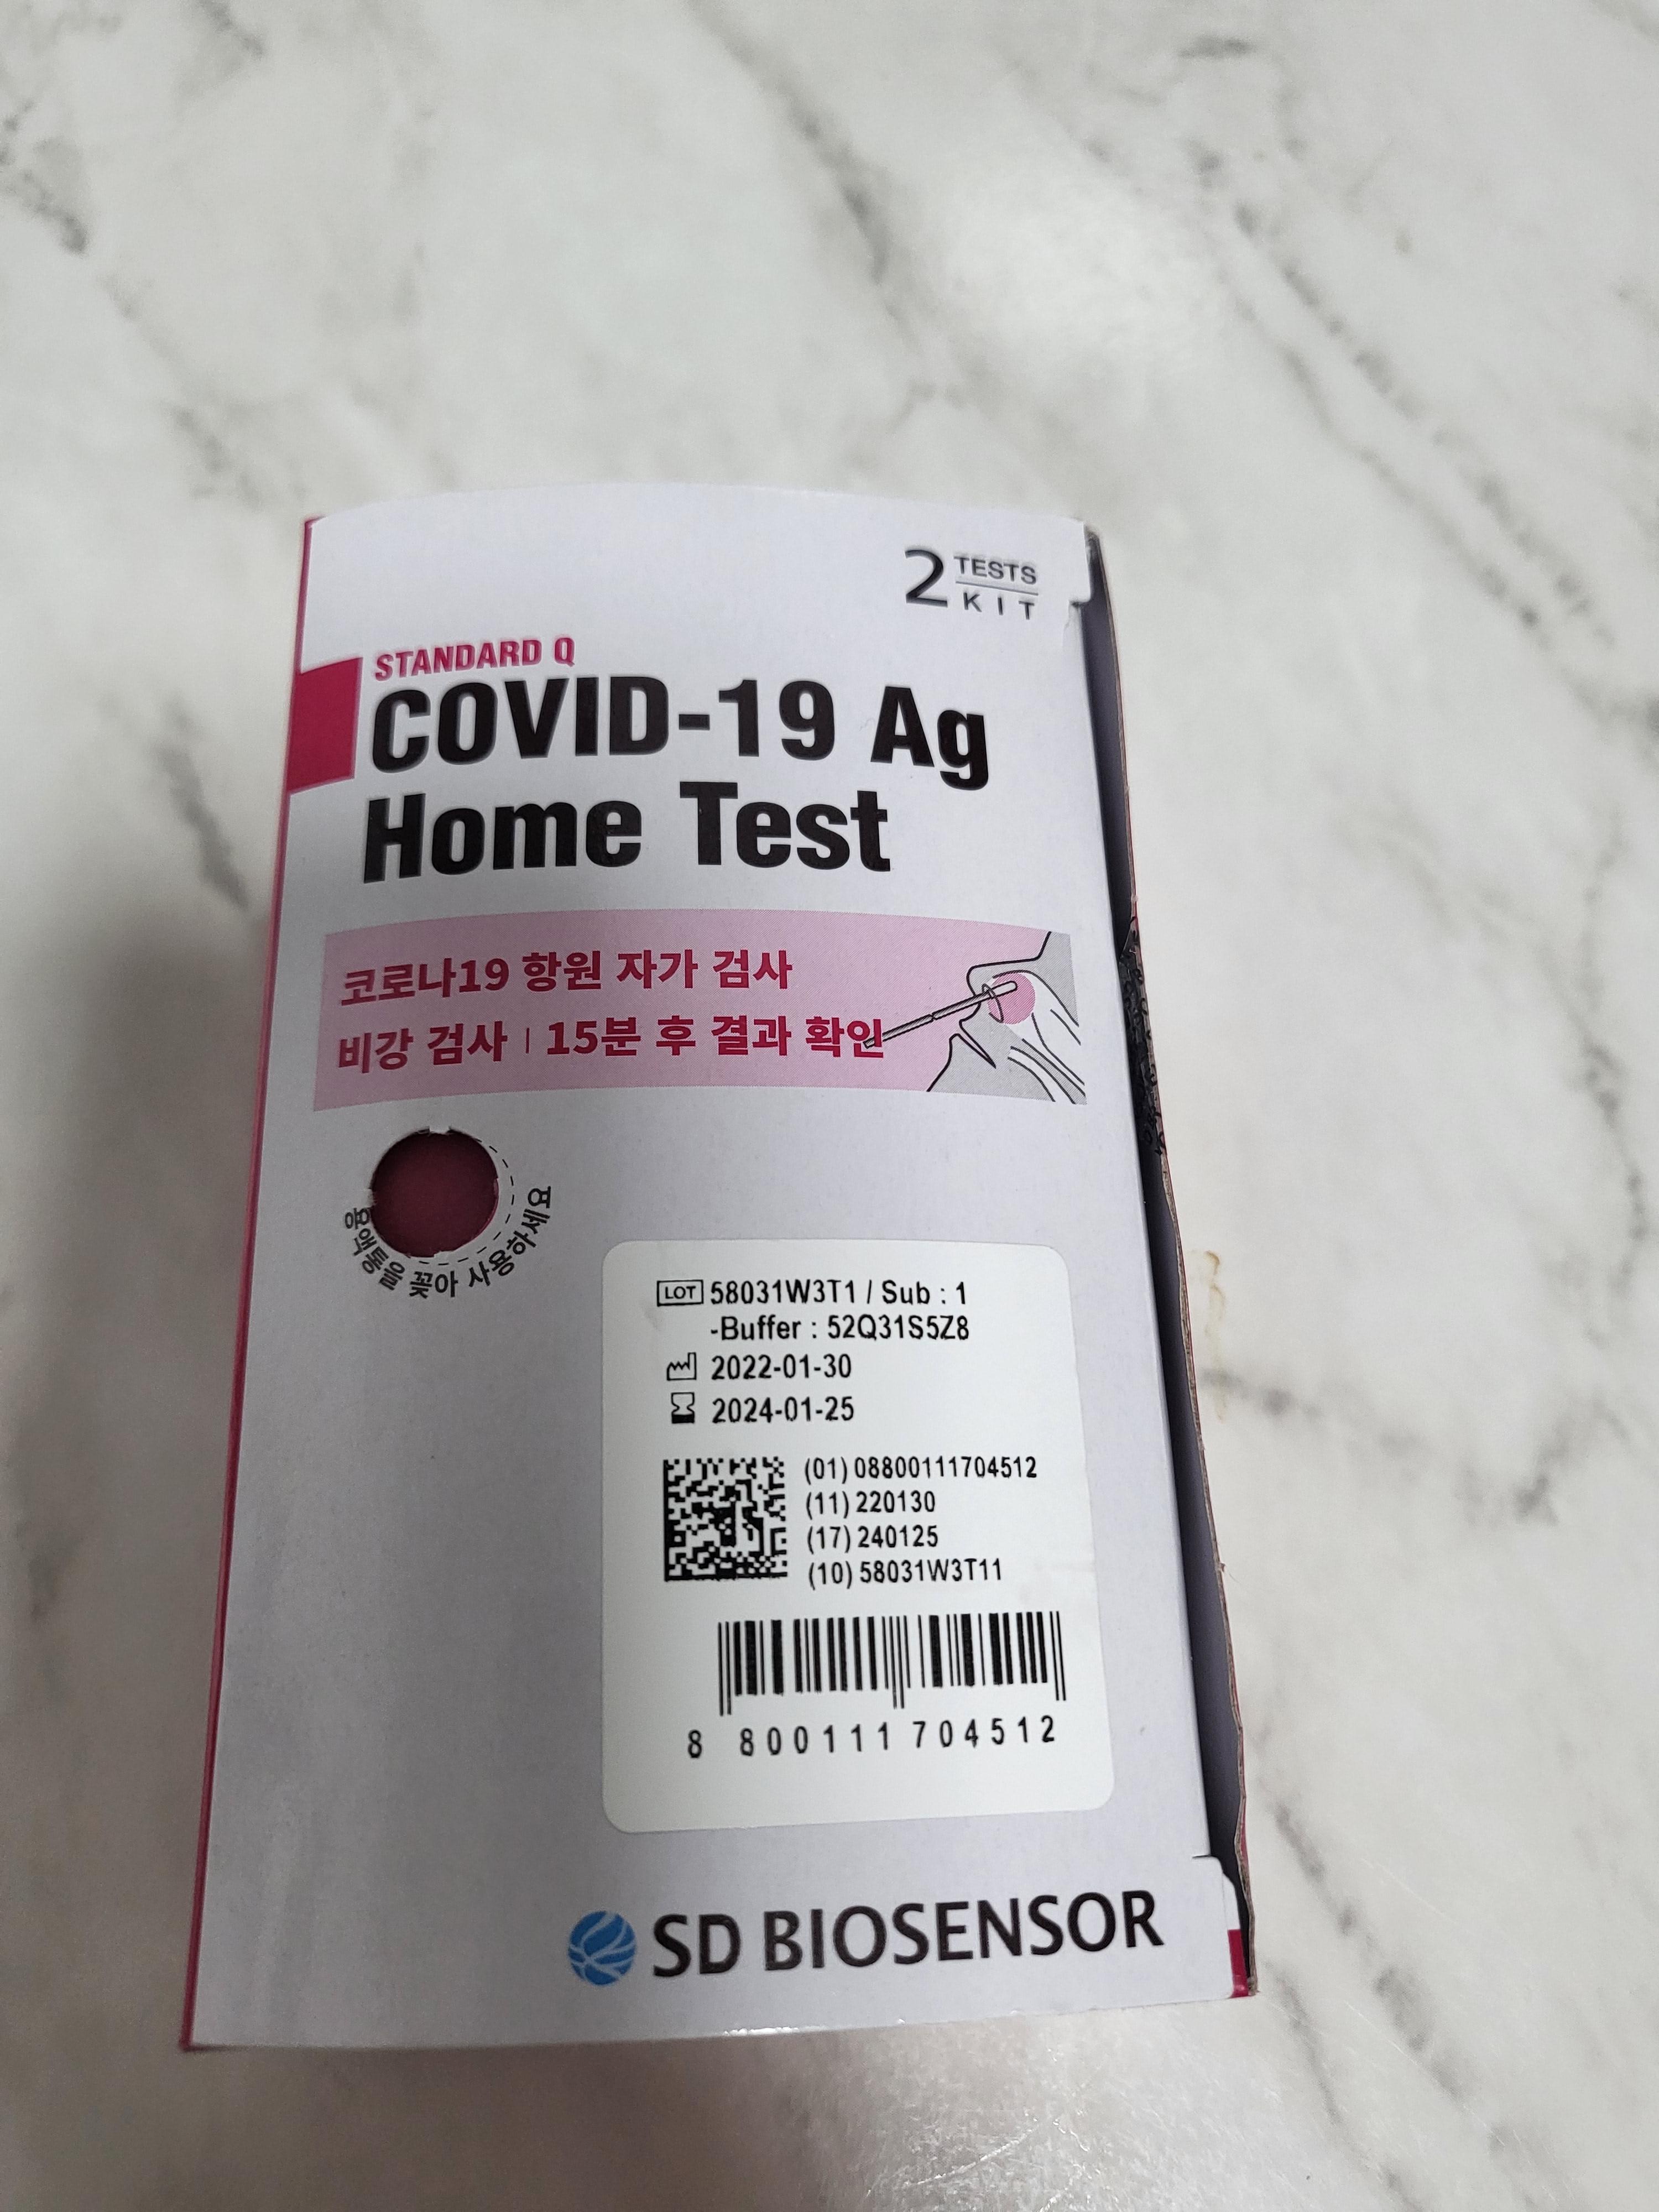 2 TESTS
KIT
STANDARD Q
COVID-19 Ag
Home Test
코로나19 항원 자가 검사
비강 검사 | 15분 후 결과 확인
용액통을 꽂아 사용하세요
LOT 58031W3T1 / Sub : 1
-Buffer : 52Q31S5Z8
2022-01-30
2024-01-25
(01) 08800111704512
(11) 220130
(17) 240125
(10) 58031W3T11
8 800111 704512
SD BIOSENSOR